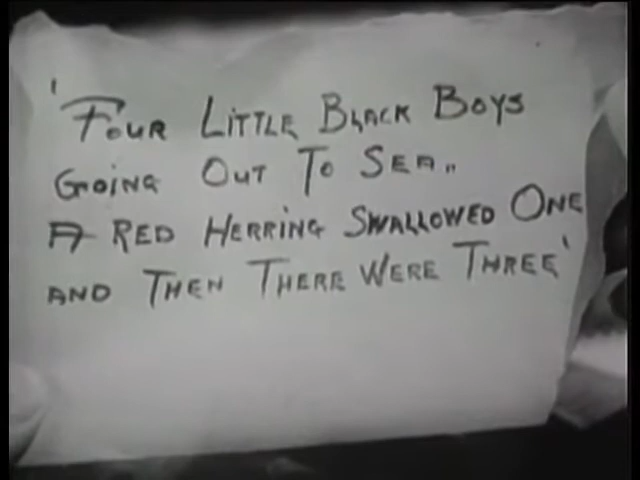 'Four Little Black Boys
Going Out To Sea..
A Red Herring Swallowed One
And Then There Were Three'